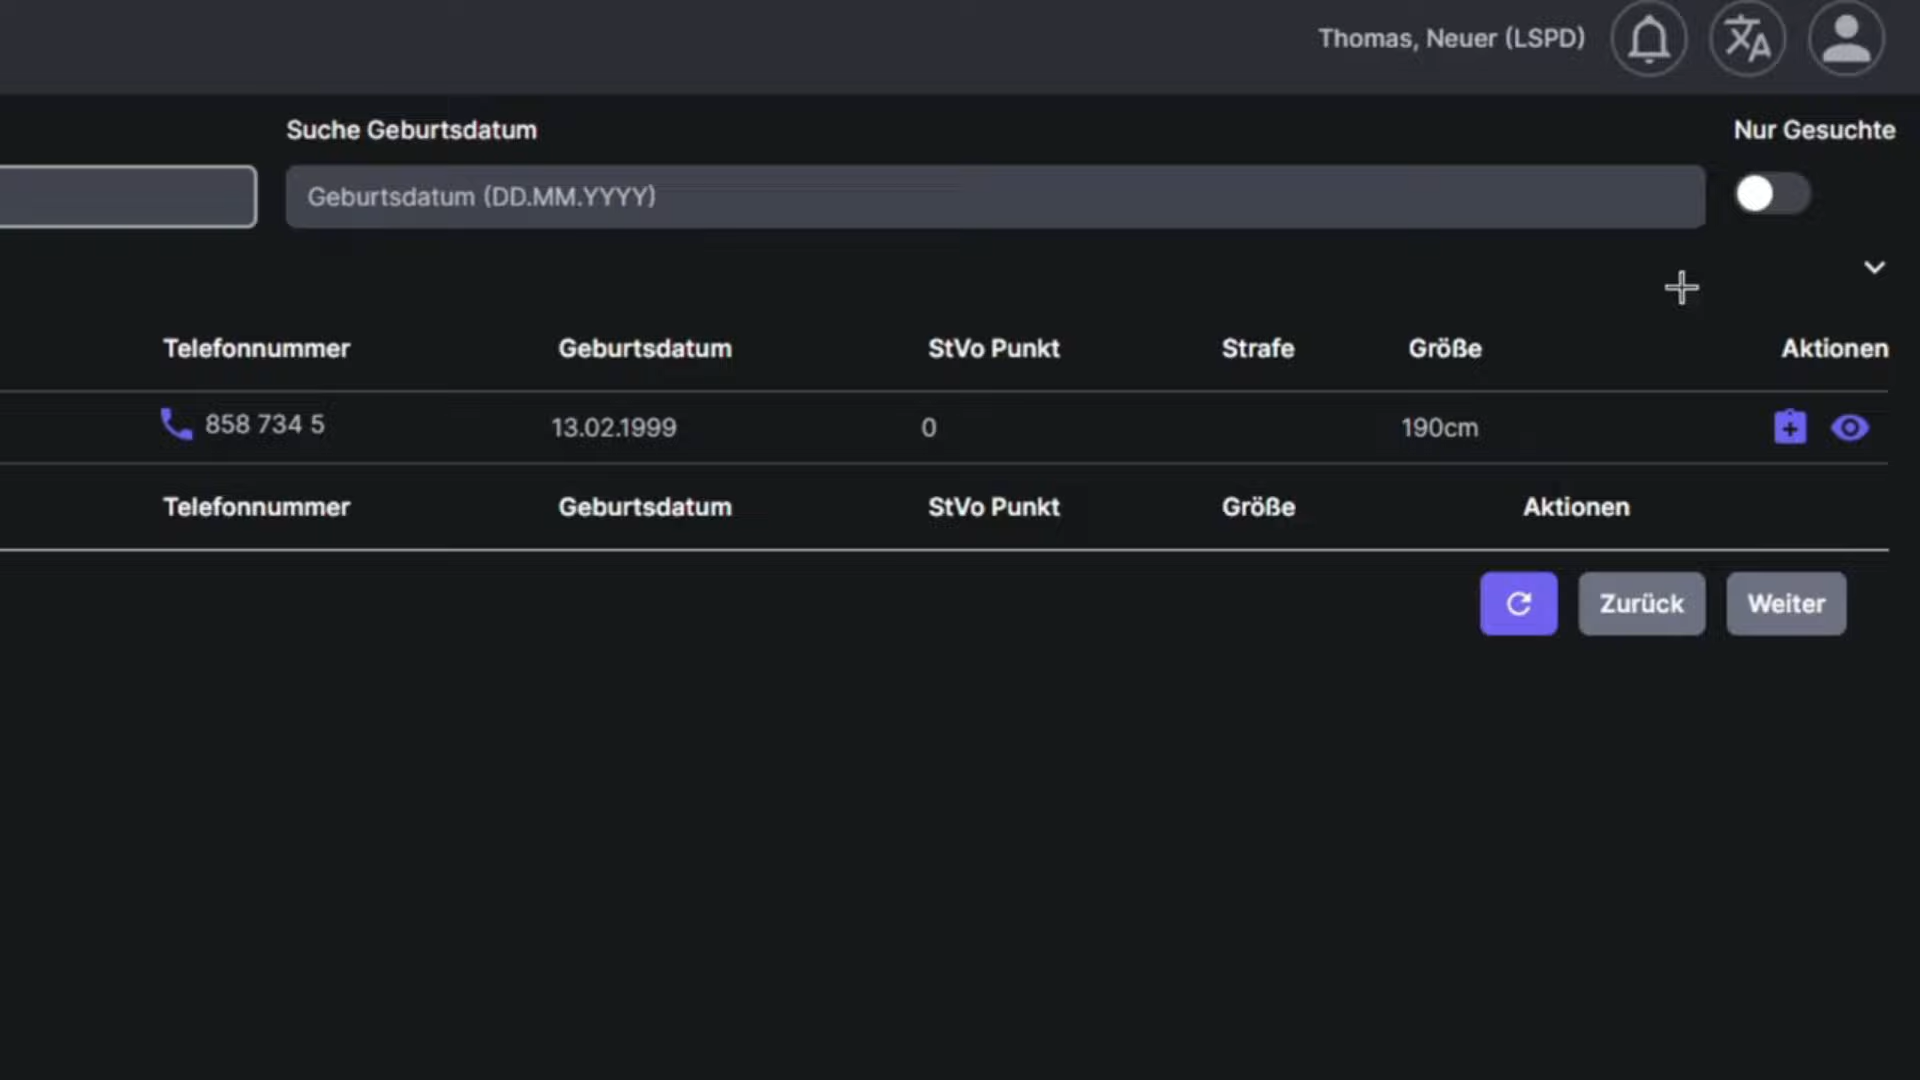 Thomas, Neuer (LSPD)
Suche Geburtsdatum
Nur Gesuchte
Geburtsdatum (DD.MM.YYYY)
Telefonnummer Geburtsdatum StVo Punkt Strafe Größe Aktionen
858 734 5 13.02.1999 0 190cm
Telefonnummer Geburtsdatum StVo Punkt Größe Aktionen
Zurück Weiter